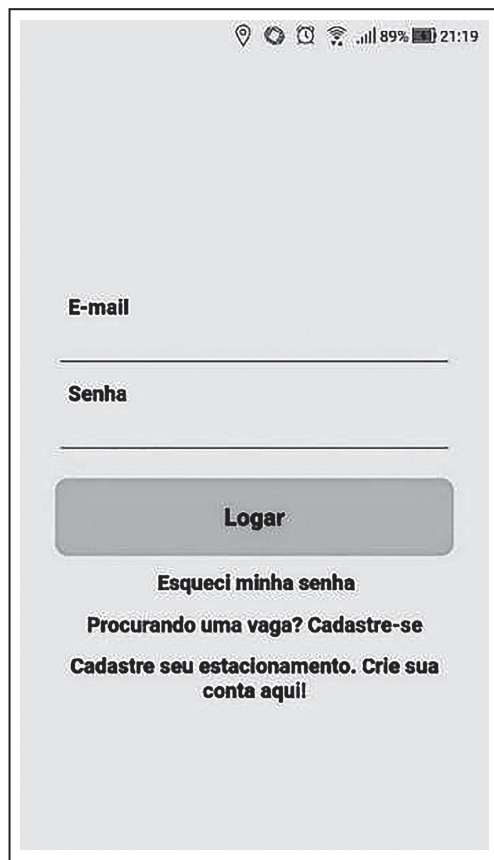 89% 21:19
E-mail
Senha
Logar
Esqueci minha senha
Procurando uma vaga? Cadastre-se
Cadastre seu estacionamento. Crie sua
conta aqui!